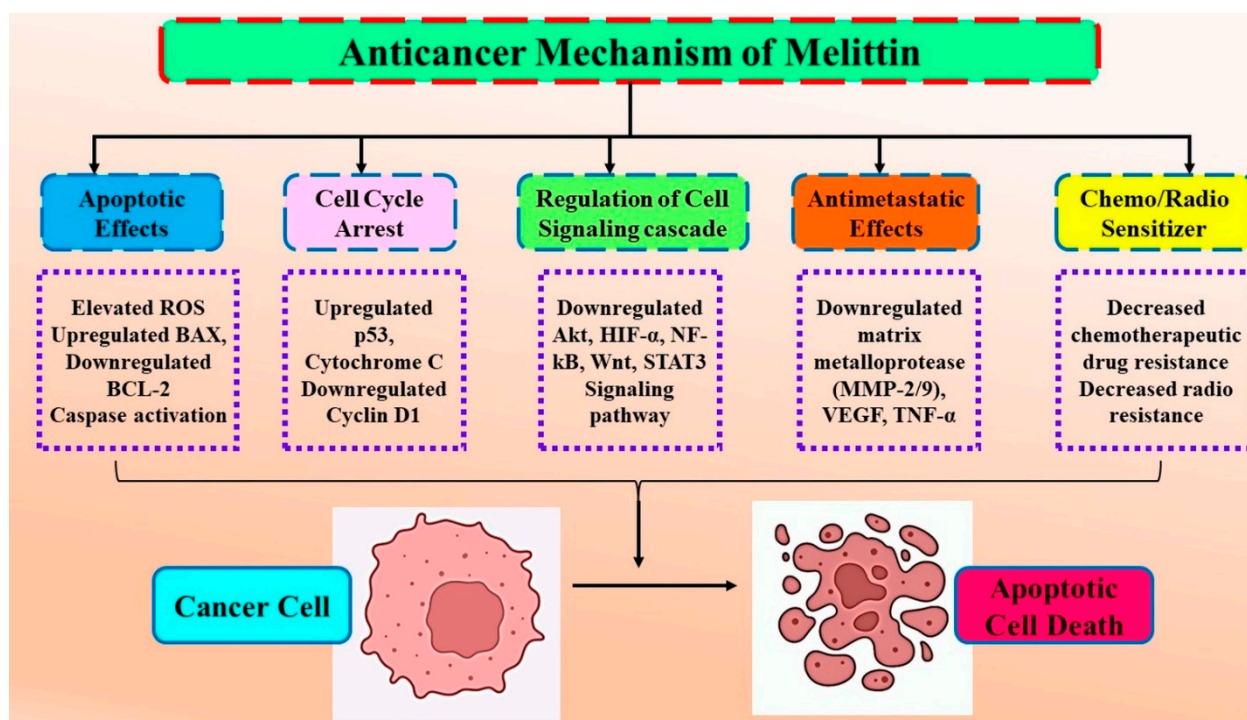 Anticancer Mechanism of Melittin
Apoptotic
Effects
Cell Cycle
Arrest
Regulation of Cell
Signaling cascade
Antimetastatic
Effects
Chemo/Radio
Sensitizer
Elevated ROS
Upregulated BAX,
Downregulated
BCL-2
Caspase activation
Upregulated
p53,
Cytochrome C
Downregulated
Cyclin D1
Downregulated
Akt, HIF-α, NF-
kB, Wnt, STAT3
Signaling
pathway
Downregulated
matrix
metalloprotease
(MMP-2/9),
VEGF, TNF-α
Decreased
chemotherapeutic
drug resistance
Decreased radio
resistance
Cancer Cell
Apoptotic
Cell Death